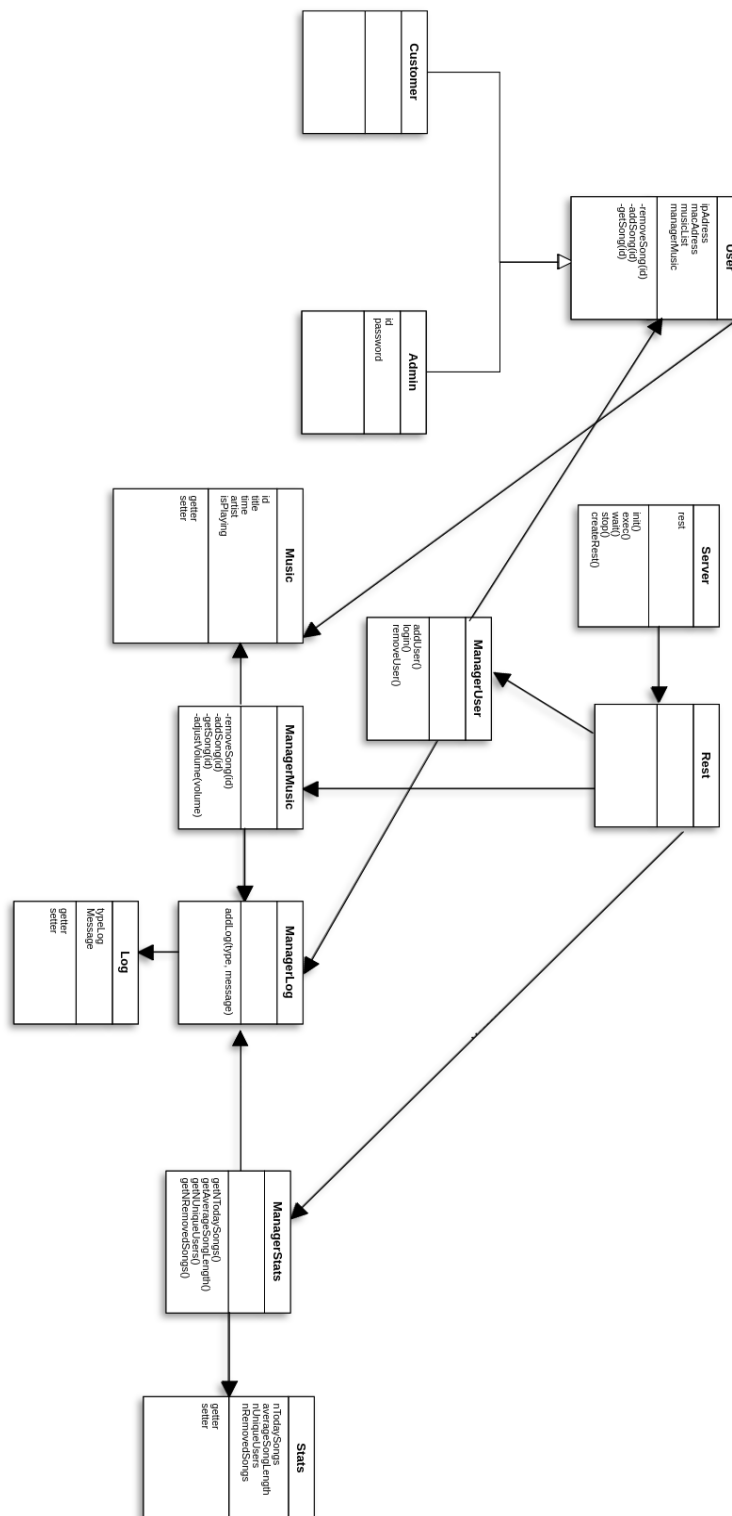 Customer
User
ipAdress
macAdress
musicList
managerMusic
-removeSong(id)
-addSong(id)
-getSong(id)
Admin
id
password
Music
id
title
time
artist
isPlaying
getter
setter
Server
rest
init()
exec()
wait()
stop()
createRest()
ManagerUser
addUser()
login()
removeUser()
Rest
ManagerMusic
-removeSong(id)
-addSong(id)
-getSong(id)
-adjustVolume(volume)
ManagerLog
addLog(type, message)
Log
typeLog
Message
getter
setter
ManagerStats
getNTodaySongs()
getAverageSongLength()
getNUniqueUsers()
getNRemovedSongs()
Stats
nTodaySongs
averageSongLength
nUniqueUsers
nRemovedSongs
getter
setter